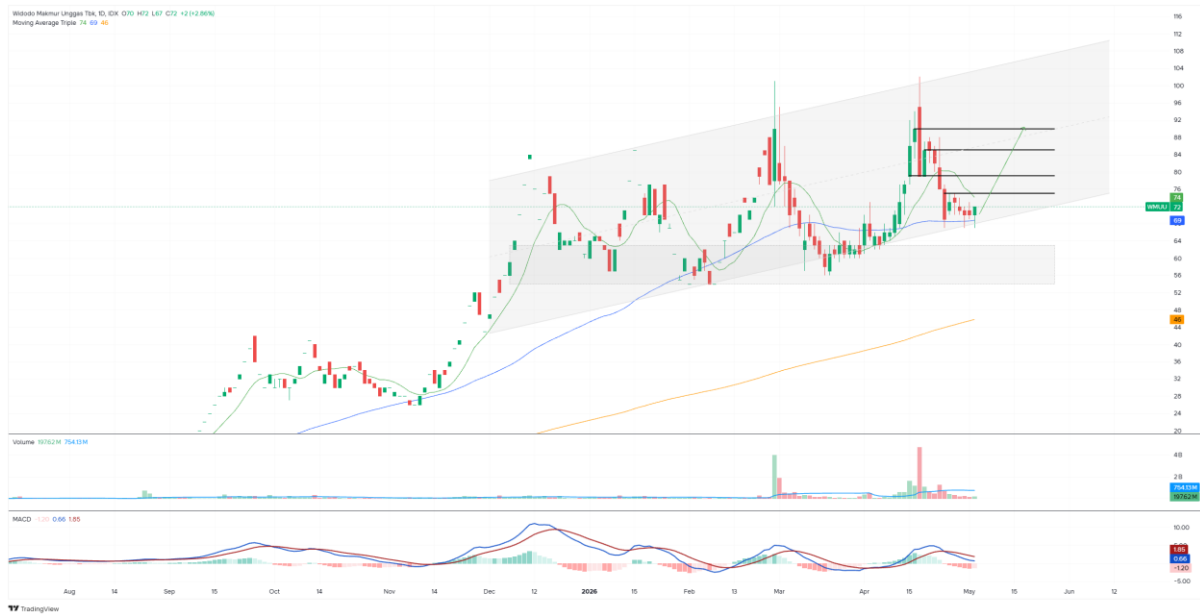 Widodo Makmur Unggas Tbk, 1D, IDX O70 H72 L67 C72 +2 (+2.86%)
Moving Average Triple 74 69 46
116
112
108
104
100
96
92
88
84
80
76
74
WMUU 72
69
64
60
56
52
48
46
44
40
36
32
28
24
20
Volume 197.62M 754.13M
4B
2B
754.13M
197.62M
MACD -1.20 0.66 1.85
10.00
5.00
1.85
0.66
-1.20
-5.00
Aug 14 Sep 15 Oct 14 Nov 14 Dec 12 2026 15 Feb 13 Mar Apr 15 May 15 Jun 12
TradingView